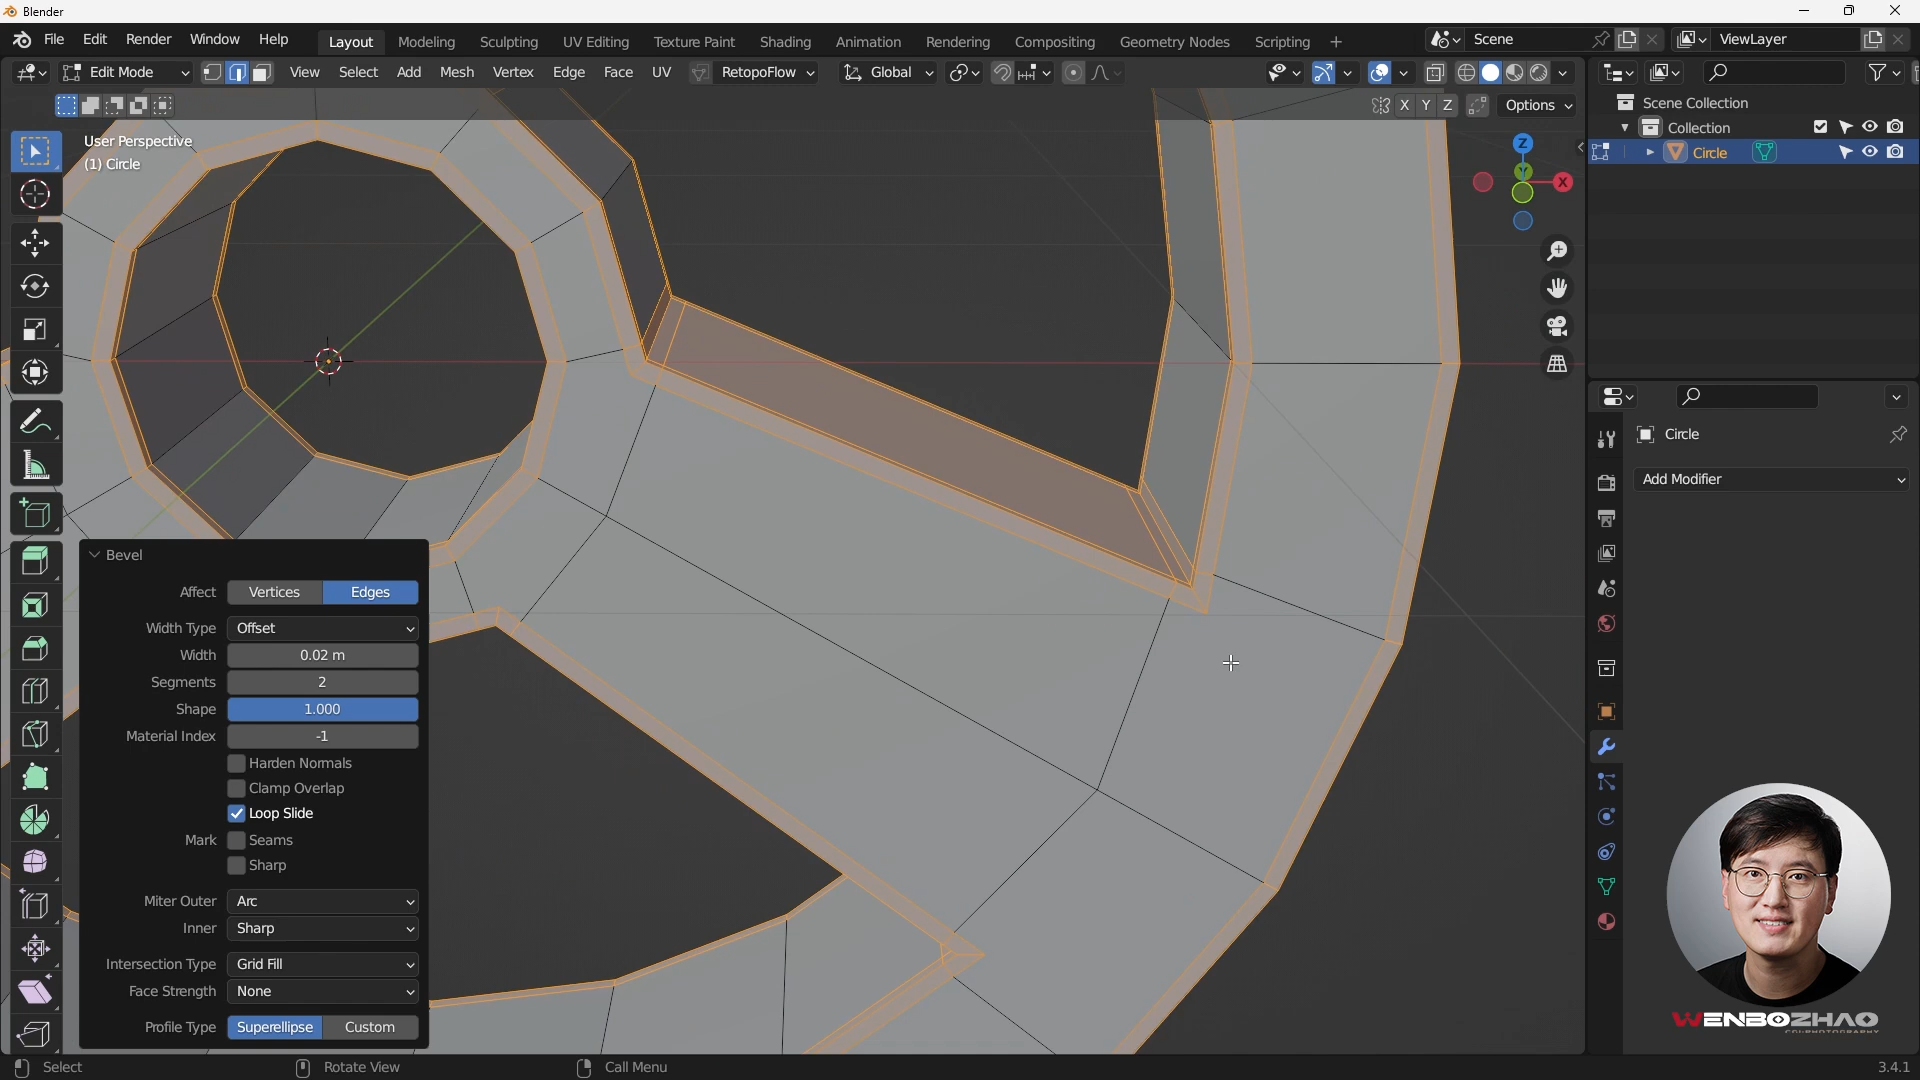 Blender
File Edit Render Window Help
Layout Modeling Sculpting UV Editing Texture Paint Shading Animation Rendering Compositing Geometry Nodes Scripting +
Scene
ViewLayer
Edit Mode View Select Add Mesh Vertex Edge Face UV RetopoFlow Global
X Y Z Options
User Perspective
(1) Circle
Z
Y
X
Scene Collection
Collection
Circle
Circle
Add Modifier
Bevel
Affect Vertices Edges
Width Type Offset
Width 0.02 m
Segments 2
Shape 1.000
Material Index -1
Harden Normals
Clamp Overlap
Loop Slide
Mark Seams
Sharp
Miter Outer Arc
Inner Sharp
Intersection Type Grid Fill
Face Strength None
Profile Type Superellipse Custom
WENBOZHAO
Select Rotate View Call Menu 3.4.1